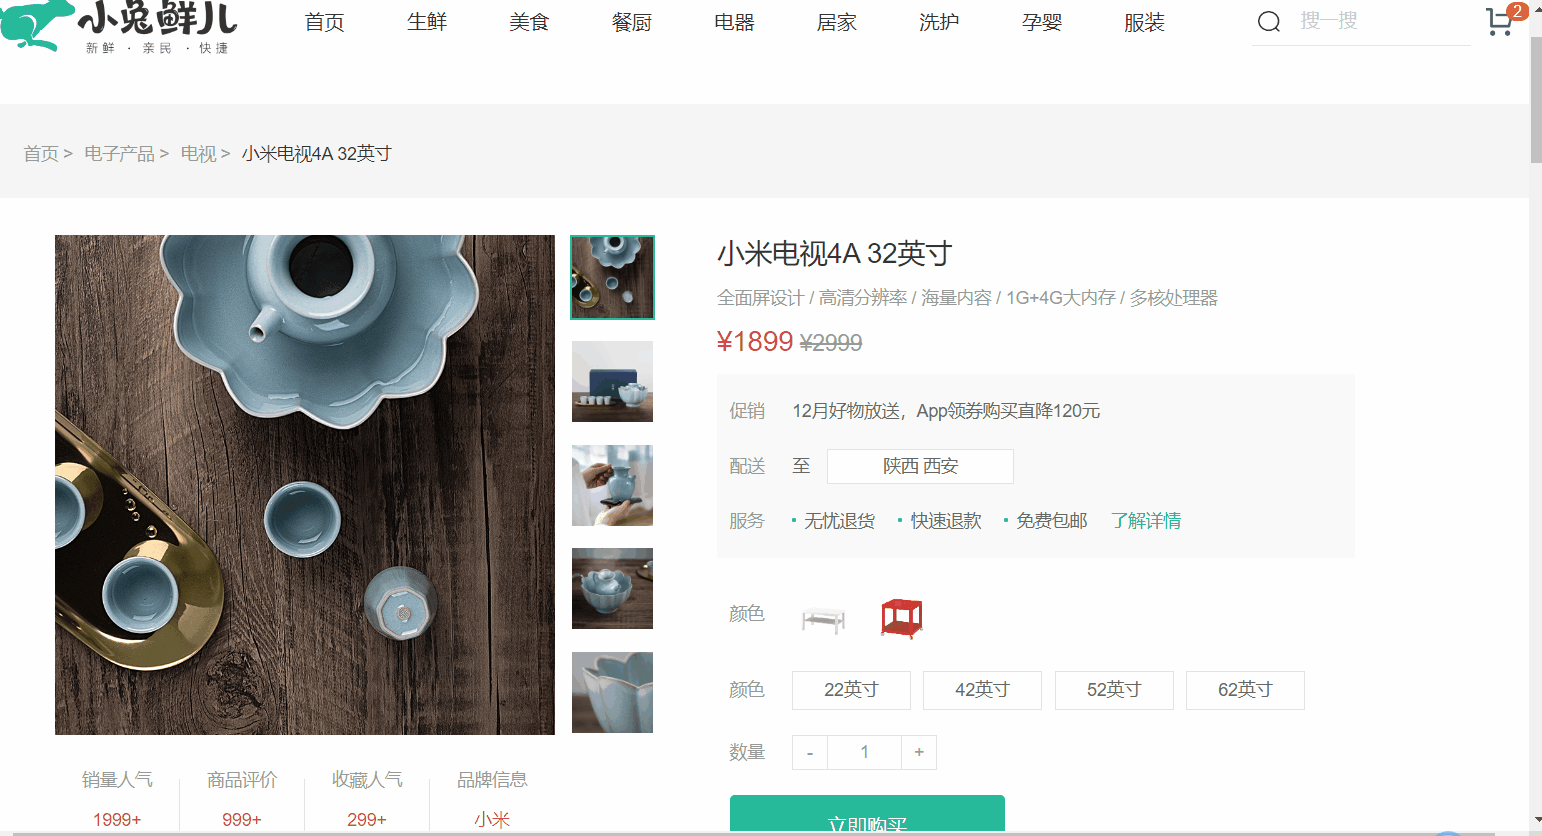 小兔鲜儿
新鲜 · 亲民 · 快捷
首页 生鲜 美食 餐厨 电器 居家 洗护 孕婴 服装
搜一搜
2
首页 > 电子产品 > 电视 > 小米电视4A 32英寸
小米电视4A 32英寸
全面屏设计 / 高清分辨率 / 海量内容 / 1G+4G大内存 / 多核处理器
¥1899 ¥2999
促销 12月好物放送，App领券购买直降120元
配送 至 陕西 西安
服务 · 无忧退货 · 快速退款 · 免费包邮 了解详情
颜色
颜色 22英寸 42英寸 52英寸 62英寸
数量 - 1 +
立即购买
销量人气 商品评价 收藏人气 品牌信息
1999+ 999+ 299+ 小米